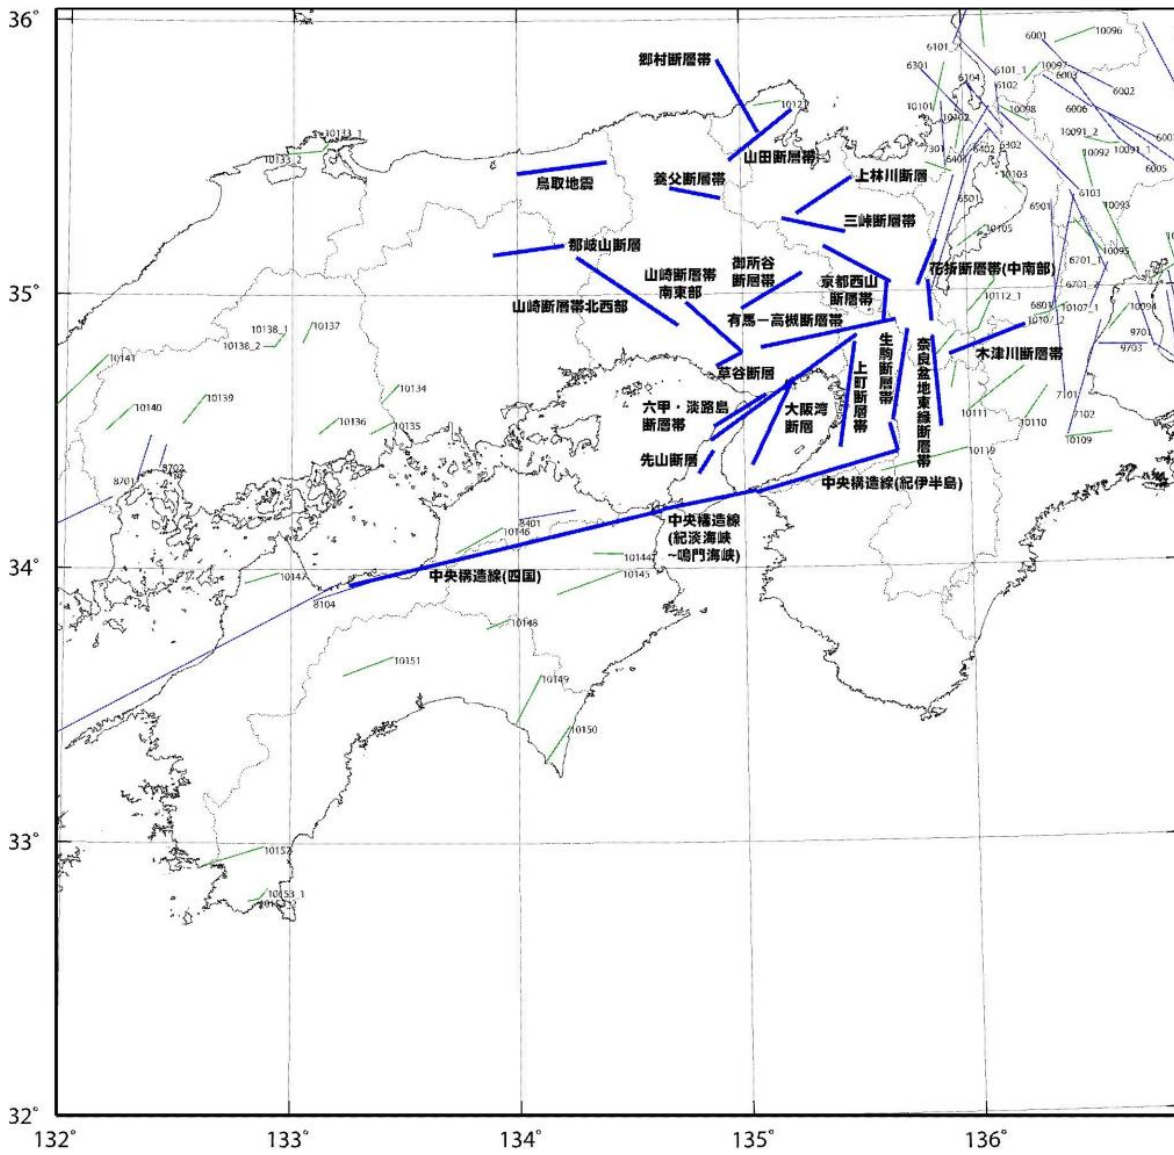 36°
6001
10096
6101_2
郷村断層帯
6301
6101_1
10097
6104
6102
6003
6002
10121
10101
10098
6006
10133_1
10102
10091_2
10133_2
山田断層帯
7301
6302
6402
10092
10091_1
6401
6005
養父断層帯
上林川断層
鳥取地震
10103
6103
6501
6901
10093
三峠断層帯
10105
那岐山断層
御所谷
断層帯
花折断層帯(中南部)
10095
山崎断層帯
南東部
京都西山
断層帯
6701_1
6701_2
35°
10112_1
山崎断層帯北西部
6801
10107_1
10094
有馬－高槻断層帯
10107_2
10138_1
10137
9701
10138_2
9703
木津川断層帯
10141
草谷断層
生駒断層帯
奈良盆地東縁断層帯
上町断層帯
10134
10139
7101
10140
六甲・淡路島
断層帯
大阪湾
断層
10111
7102
10136
10135
10110
10109
先山断層
10119
8702
8701
中央構造線(紀伊半島)
8401
中央構造線
(紀淡海峡
~鳴門海峡)
10146
34°
10144
10147
中央構造線(四国)
10145
8104
10148
10151
10149
10150
33°
10152
10153_1
32°
132°
133°
134°
135°
136°